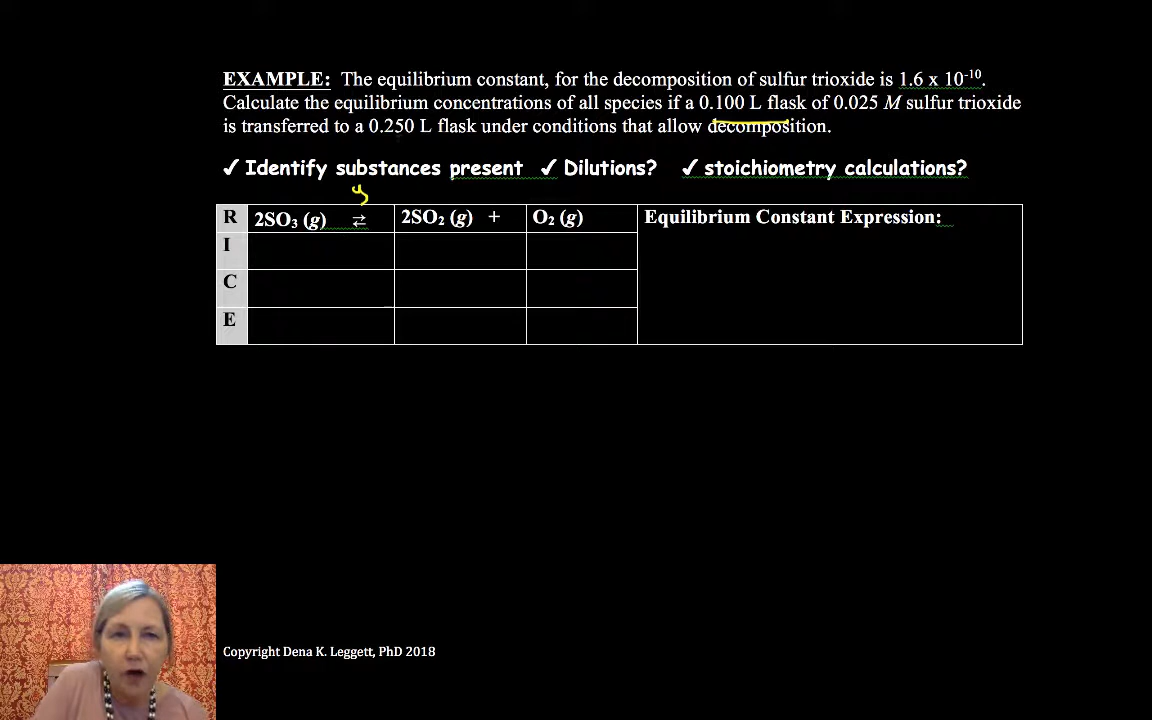 EXAMPLE: The equilibrium constant, for the decomposition of sulfur trioxide is 1.6 x 10⁻¹⁰.
Calculate the equilibrium concentrations of all species if a 0.100 L flask of 0.025 M sulfur trioxide
is transferred to a 0.250 L flask under conditions that allow decomposition.
✓ Identify substances present ✓ Dilutions? ✓ stoichiometry calculations?
R 2SO₃ (g) ⇄ 2SO₂ (g) + O₂ (g) Equilibrium Constant Expression:
I
C
E
Copyright Dena K. Leggett, PhD 2018